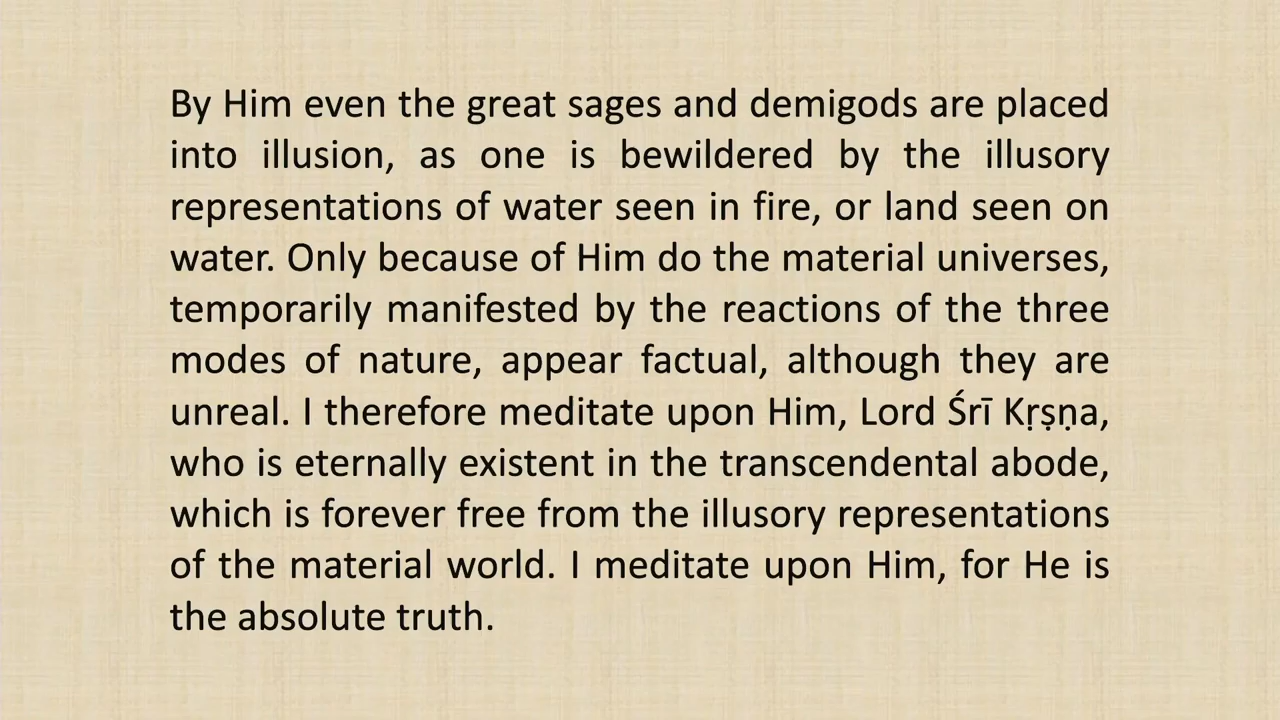 By Him even the great sages and demigods are placed
into illusion, as one is bewildered by the illusory
representations of water seen in fire, or land seen on
water. Only because of Him do the material universes,
temporarily manifested by the reactions of the three
modes of nature, appear factual, although they are
unreal. I therefore meditate upon Him, Lord Śrī Kṛṣṇa,
who is eternally existent in the transcendental abode,
which is forever free from the illusory representations
of the material world. I meditate upon Him, for He is
the absolute truth.